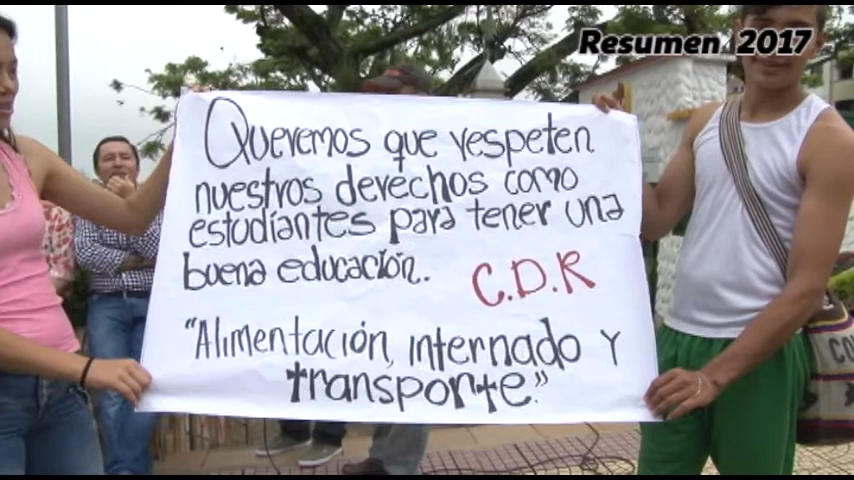 Resumen 2017
Queremos que respeten
nuestros derechos como
estudiantes para tener una
buena educación.
C.D.R
"Alimentación, internado y
transporte."